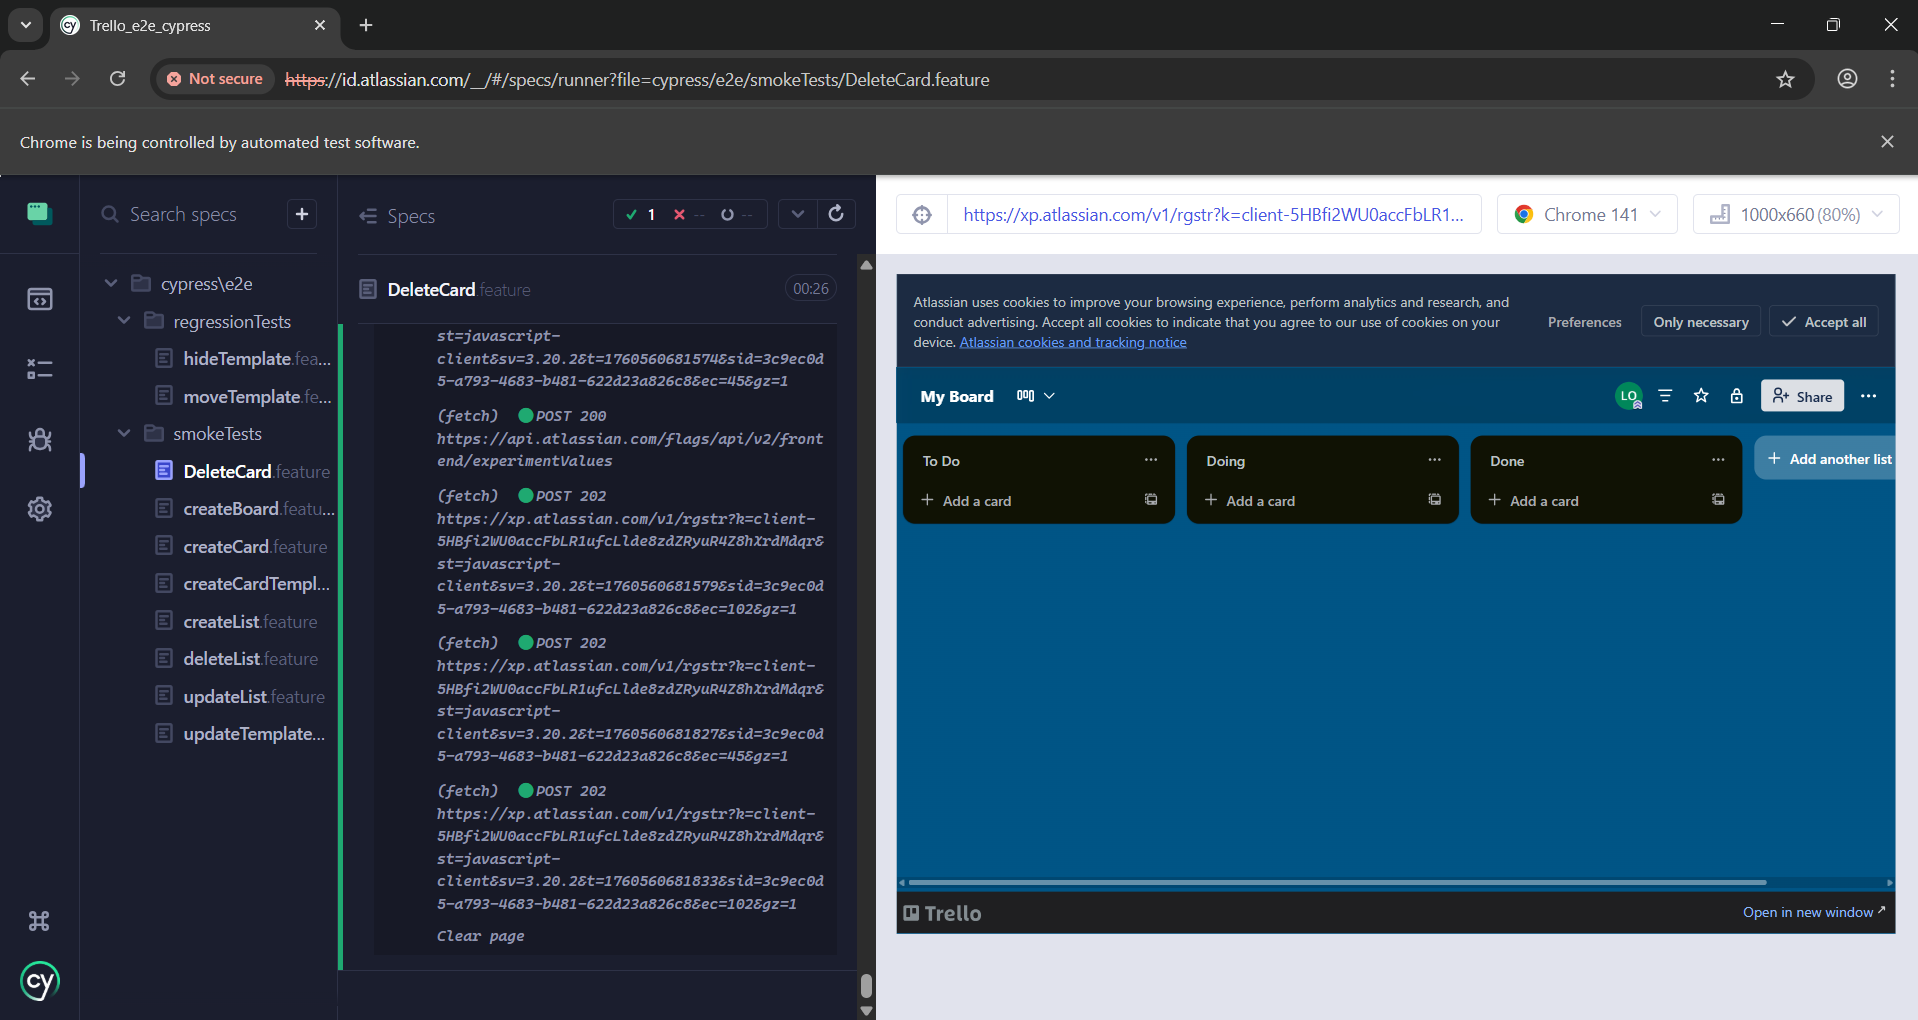 Trello_e2e_cypress
Not secure
https://id.atlassian.com/__/#/specs/runner?file=cypress/e2e/smokeTests/DeleteCard.feature
Chrome is being controlled by automated test software.
Search specs
cypress\e2e
regressionTests
hideTemplate.fea...
moveTemplate.fe...
smokeTests
DeleteCard.feature
createBoard.featu...
createCard.feature
createCardTempl...
createList.feature
deleteList.feature
updateList.feature
updateTemplate...
cy
Specs
1 -- --
DeleteCard.feature
00:26
st=javascript-
client&sv=3.20.2&t=1760560681574&sid=3c9ec0d
5-a793-4683-b481-622d23a826c8&ec=45&gz=1
(fetch) POST 200
https://api.atlassian.com/flags/api/v2/front
end/experimentValues
(fetch) POST 202
https://xp.atlassian.com/v1/rgstr?k=client-
5HBfi2WU0accFbLR1ufcLlde8zdZRyuR4Z8hXrdMdqr&
st=javascript-
client&sv=3.20.2&t=1760560681579&sid=3c9ec0d
5-a793-4683-b481-622d23a826c8&ec=102&gz=1
(fetch) POST 202
https://xp.atlassian.com/v1/rgstr?k=client-
5HBfi2WU0accFbLR1ufcLlde8zdZRyuR4Z8hXrdMdqr&
st=javascript-
client&sv=3.20.2&t=1760560681827&sid=3c9ec0d
5-a793-4683-b481-622d23a826c8&ec=45&gz=1
(fetch) POST 202
https://xp.atlassian.com/v1/rgstr?k=client-
5HBfi2WU0accFbLR1ufcLlde8zdZRyuR4Z8hXrdMdqr&
st=javascript-
client&sv=3.20.2&t=1760560681833&sid=3c9ec0d
5-a793-4683-b481-622d23a826c8&ec=102&gz=1
Clear page
https://xp.atlassian.com/v1/rgstr?k=client-5HBfi2WU0accFbLR1...
Chrome 141
1000x660 (80%)
Atlassian uses cookies to improve your browsing experience, perform analytics and research, and
conduct advertising. Accept all cookies to indicate that you agree to our use of cookies on your
device. Atlassian cookies and tracking notice
Preferences
Only necessary
Accept all
My Board
LO
Share
To Do
Add a card
Doing
Add a card
Done
Add a card
Add another list
Trello
Open in new window